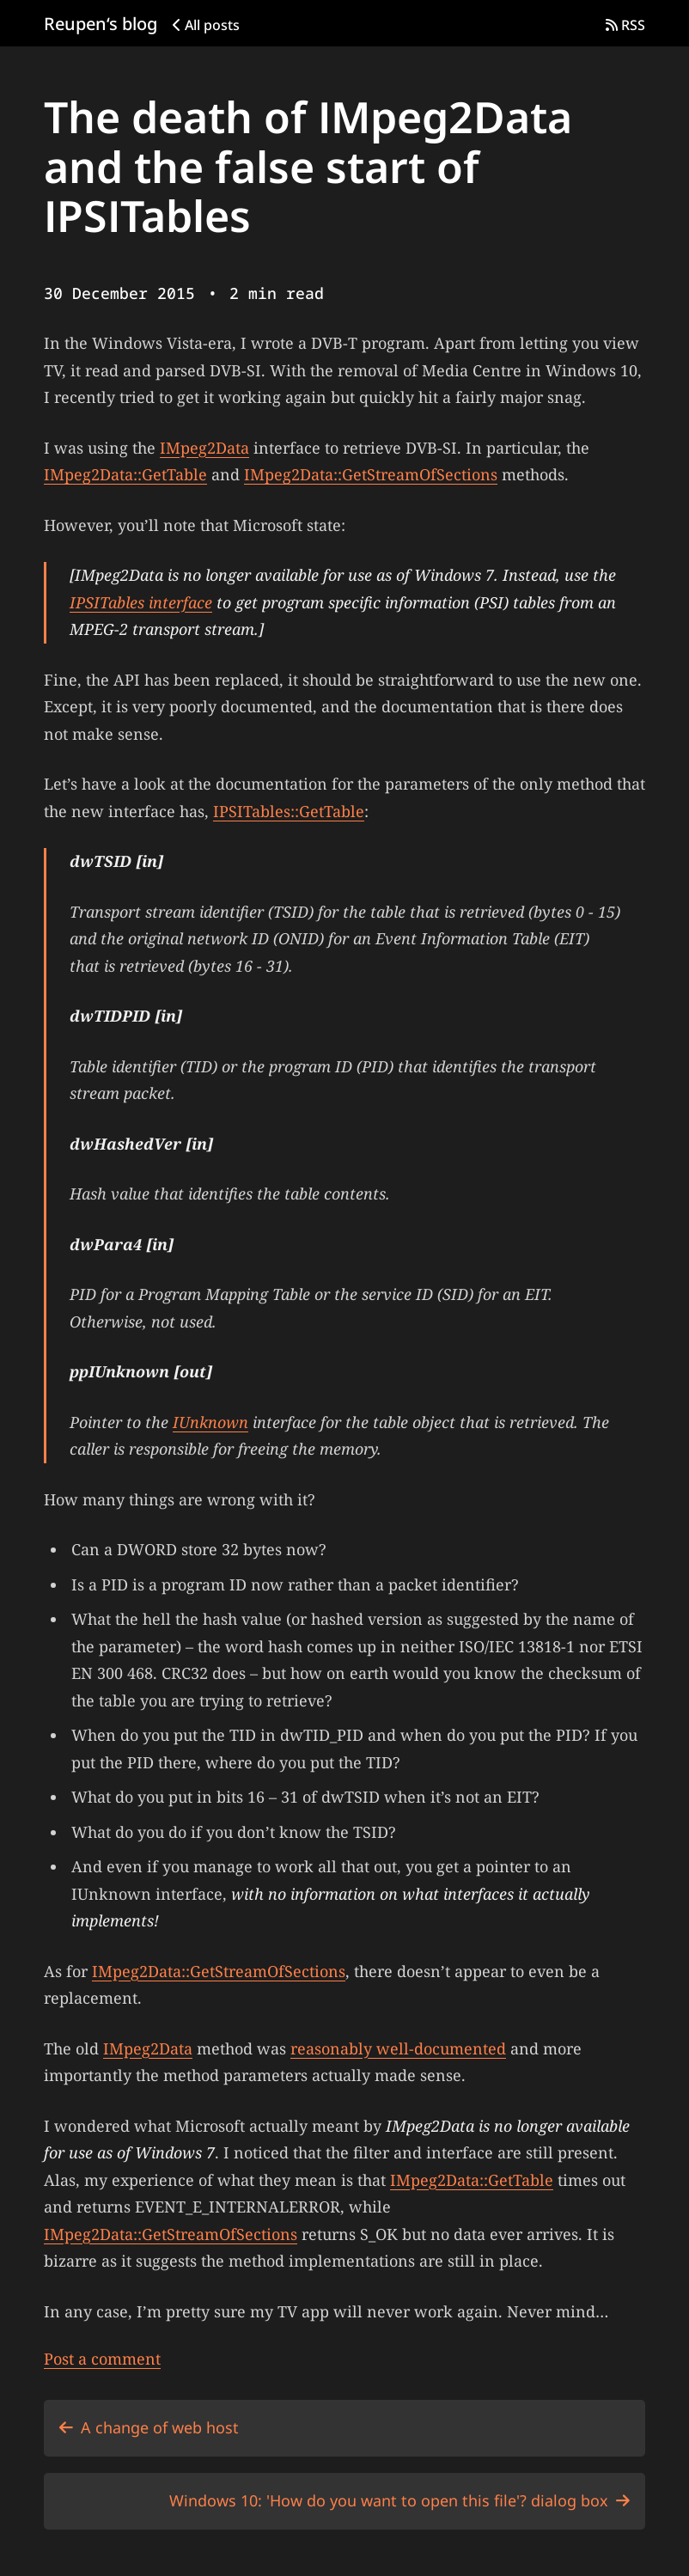 Reupen‘s blog
All posts
RSS
The death of IMpeg2Data
and the false start of
IPSITables
30 December 2015 • 2 min read
In the Windows Vista-era, I wrote a DVB-T program. Apart from letting you view
TV, it read and parsed DVB-SI. With the removal of Media Centre in Windows 10,
I recently tried to get it working again but quickly hit a fairly major snag.
I was using the IMpeg2Data interface to retrieve DVB-SI. In particular, the
IMpeg2Data::GetTable and IMpeg2Data::GetStreamOfSections methods.
However, you’ll note that Microsoft state:
[IMpeg2Data is no longer available for use as of Windows 7. Instead, use the
IPSITables interface to get program specific information (PSI) tables from an
MPEG-2 transport stream.]
Fine, the API has been replaced, it should be straightforward to use the new one.
Except, it is very poorly documented, and the documentation that is there does
not make sense.
Let’s have a look at the documentation for the parameters of the only method that
the new interface has, IPSITables::GetTable:
dwTSID [in]
Transport stream identifier (TSID) for the table that is retrieved (bytes 0 - 15)
and the original network ID (ONID) for an Event Information Table (EIT)
that is retrieved (bytes 16 - 31).
dwTIDPID [in]
Table identifier (TID) or the program ID (PID) that identifies the transport
stream packet.
dwHashedVer [in]
Hash value that identifies the table contents.
dwPara4 [in]
PID for a Program Mapping Table or the service ID (SID) for an EIT.
Otherwise, not used.
ppIUnknown [out]
Pointer to the IUnknown interface for the table object that is retrieved. The
caller is responsible for freeing the memory.
How many things are wrong with it?
• Can a DWORD store 32 bytes now?
• Is a PID is a program ID now rather than a packet identifier?
• What the hell the hash value (or hashed version as suggested by the name of
the parameter) – the word hash comes up in neither ISO/IEC 13818-1 nor ETSI
EN 300 468. CRC32 does – but how on earth would you know the checksum of
the table you are trying to retrieve?
• When do you put the TID in dwTID_PID and when do you put the PID? If you
put the PID there, where do you put the TID?
• What do you put in bits 16 – 31 of dwTSID when it’s not an EIT?
• What do you do if you don’t know the TSID?
• And even if you manage to work all that out, you get a pointer to an
IUnknown interface, with no information on what interfaces it actually
implements!
As for IMpeg2Data::GetStreamOfSections, there doesn’t appear to even be a
replacement.
The old IMpeg2Data method was reasonably well-documented and more
importantly the method parameters actually made sense.
I wondered what Microsoft actually meant by IMpeg2Data is no longer available
for use as of Windows 7. I noticed that the filter and interface are still present.
Alas, my experience of what they mean is that IMpeg2Data::GetTable times out
and returns EVENT_E_INTERNALERROR, while
IMpeg2Data::GetStreamOfSections returns S_OK but no data ever arrives. It is
bizarre as it suggests the method implementations are still in place.
In any case, I’m pretty sure my TV app will never work again. Never mind…
Post a comment
← A change of web host
Windows 10: 'How do you want to open this file'? dialog box →